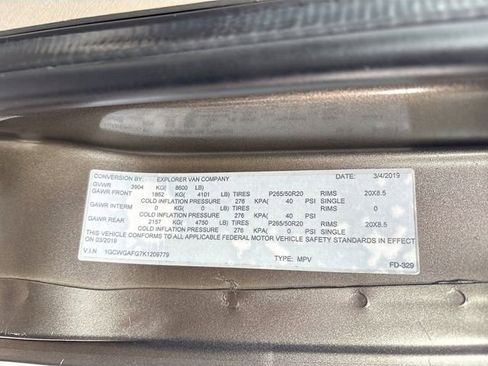 CONVERSION BY: EXPLORER VAN COMPANY DATE: 3/4/2019
GVWR 3904 KG( 8600 LB)
GAWR FRONT 1862 KG( 4101 LB) TIRES P265/50R20 RIMS 20X8.5
COLD INFLATION PRESSURE 276 KPA( 40 PSI SINGLE
GAWR INTERM 0 KG( 0 LB) TIRES RIMS 0
COLD INFLATION PRESSURE 276 KPA( 40 PSI SINGLE
GAWR REAR 2157 KG( 4750 LB) TIRES P265/50R20 RIMS 20X8.5
COLD INFLATION PRESSURE 276 KPA( 40 PSI SINGLE
THIS VEHICLE CONFORMS TO ALL APPLICABLE FEDERAL MOTOR VEHICLE SAFETY STANDARDS IN EFFECT
ON 03/2019
V.I.N 1GCWGAFG7K1209779 TYPE: MPV
FD-329